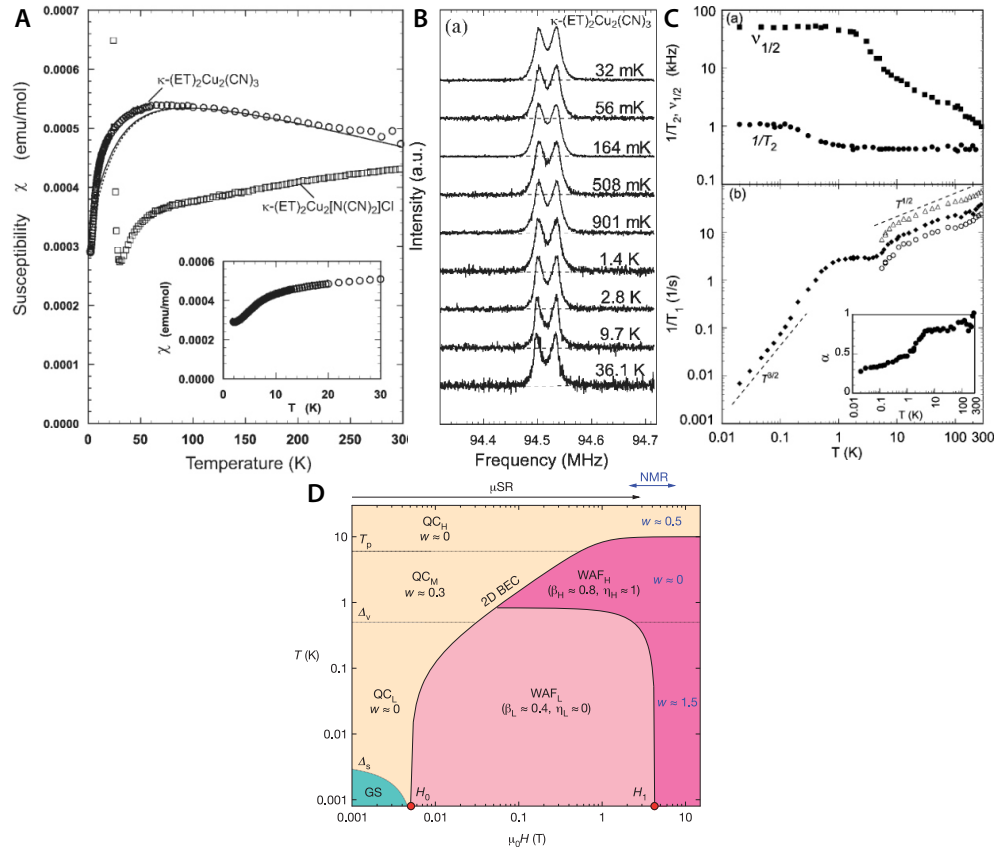 A
0.0007
0.0006
0.0005
0.0004
0.0003
0.0002
0.0001
0.0000
Susceptibility χ (emu/mol)
κ-(ET)₂Cu₂(CN)₃
κ-(ET)₂Cu₂[N(CN)₂]Cl
0.0006
0.0004
0.0002
0.0000
χ (emu/mol)
0 10 20 30
T (K)
0 50 100 150 200 250 300
Temperature (K)
B
(a)
κ-(ET)₂Cu₂(CN)₃
32 mK
56 mK
164 mK
508 mK
901 mK
1.4 K
2.8 K
9.7 K
36.1 K
Intensity (a.u.)
94.4 94.5 94.6 94.7
Frequency (MHz)
C
(a)
ν1/2
1/T₂
100
10
1
0.1
1/T₂, ν1/2 (kHz)
(b)
T^1/2
T^3/2
10
1
0.1
0.01
0.001
1/T₁ (1/s)
1
0.5
0
α
0.01 0.1 1 10 100 300
T (K)
0.01 0.1 1 10 100 300
T (K)
D
μSR
NMR
10
1
0.1
0.01
0.001
T (K)
Tp
Δv
Δs
QCH
w ≈ 0
QCM
w ≈ 0.3
QCL
w ≈ 0
GS
2D BEC
w ≈ 0.5
WAFH
(βH ≈ 0.8, ηH ≈ 1)
w ≈ 0
WAFL
(βL ≈ 0.4, ηL ≈ 0)
w ≈ 1.5
H₀
H₁
0.001 0.01 0.1 1 10
μ₀H (T)